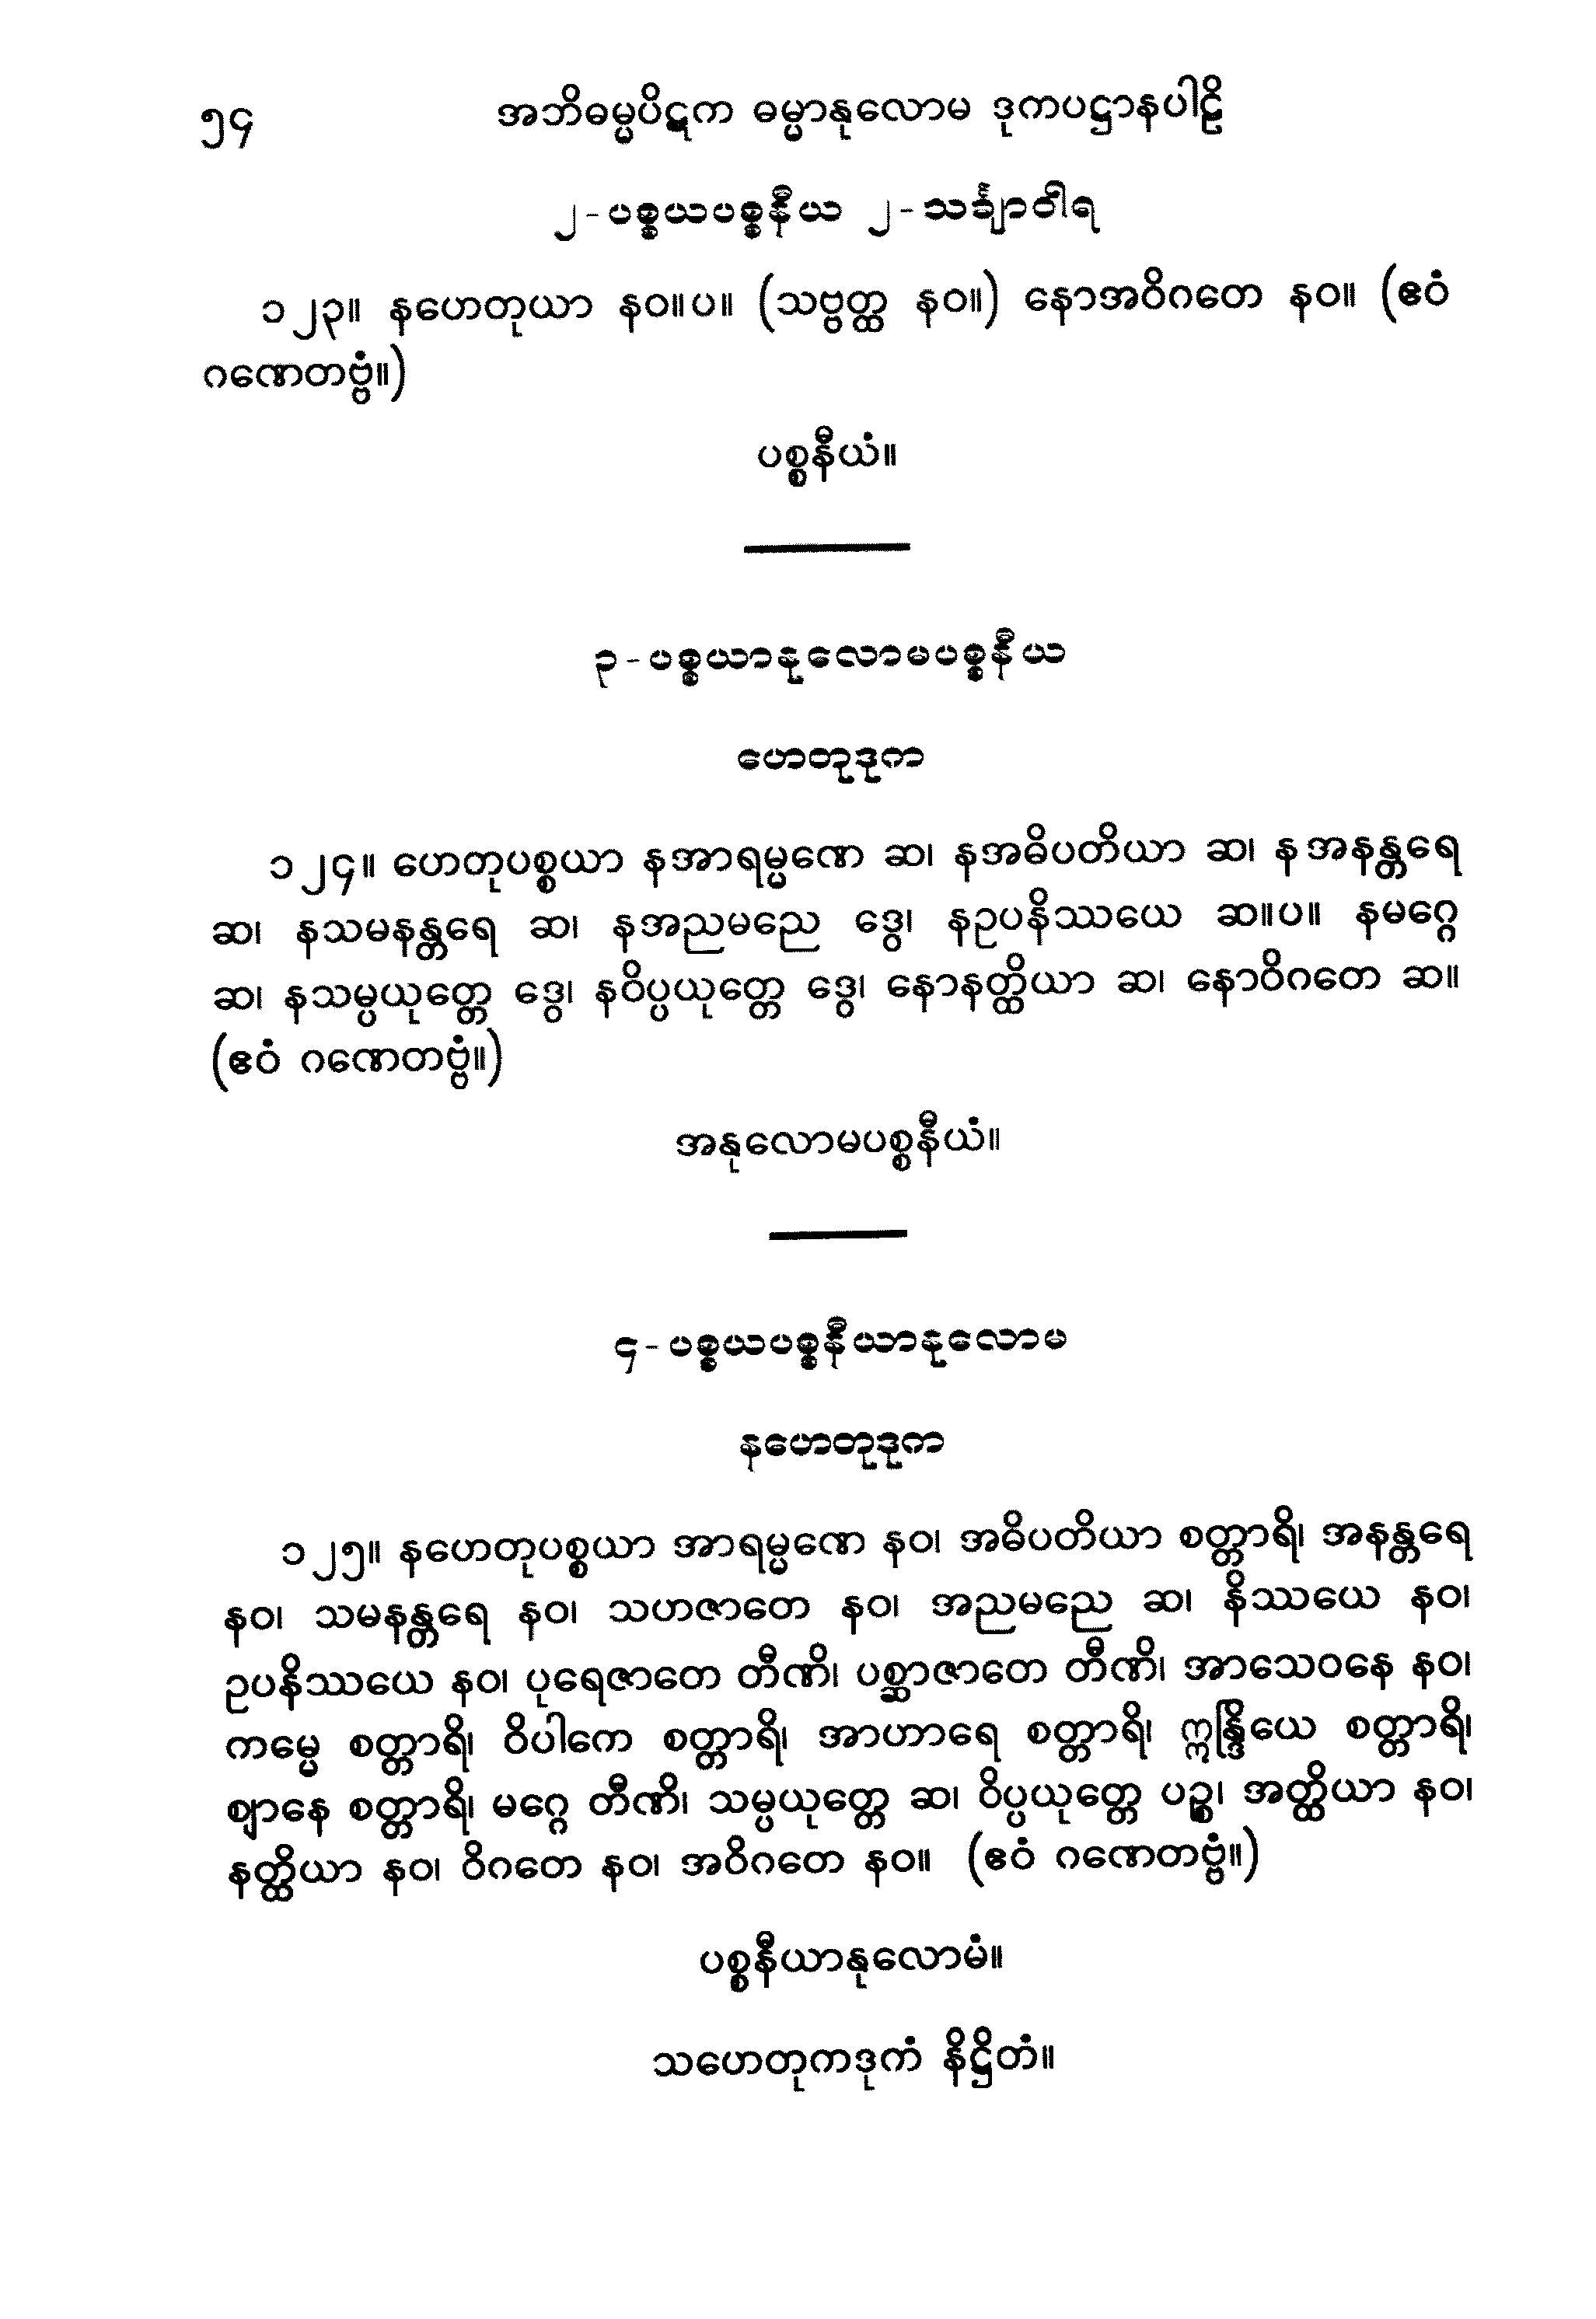 ၅၄ အဘိဓမ္မပိဋက ဓမ္မာနုလောမ ဒုကပဋ္ဌာနပါဠိ
၂-ပစ္စယပစ္စနီယ ၂-သင်္ချာဝါရ
၁၂၃။ နဟေတုယာ နဝ။ပ။ (သဗ္ဗတ္ထ နဝ။) နောအဝိဂတေ နဝ။ (ဧဝံ
ဂဏေတဗ္ဗံ။)
ပစ္စနီယံ။
၃-ပစ္စယာနုလောမပစ္စနီယ
ဟေတုဒုက
၁၂၄။ ဟေတုပစ္စယာ နအာရမ္မဏေ ဆ၊ နအဓိပတိယာ ဆ၊ နအနန္တရေ
ဆ၊ နသမနန္တရေ ဆ၊ နအညမညေ ဒွေ၊ နဥပနိဿယေ ဆ။ပ။ နမဂ္ဂေ
ဆ၊ နသမ္ပယုတ္တေ ဒွေ၊ နဝိပ္ပယုတ္တေ ဒွေ၊ နောနတ္ထိယာ ဆ၊ နောဝိဂတေ ဆ။
(ဧဝံ ဂဏေတဗ္ဗံ။)
အနုလောမပစ္စနီယံ။
၄-ပစ္စယပစ္စနီယာနုလောမ
နဟေတုဒုက
၁၂၅။ နဟေတုပစ္စယာ အာရမ္မဏေ နဝ၊ အဓိပတိယာ စတ္တာရိ၊ အနန္တရေ
နဝ၊ သမနန္တရေ နဝ၊ သဟဇာတေ နဝ၊ အညမညေ ဆ၊ နိဿယေ နဝ၊
ဥပနိဿယေ နဝ၊ ပုရေဇာတေ တီဏိ၊ ပစ္ဆာဇာတေ တီဏိ၊ အာသေဝနေ နဝ၊
ကမ္မေ စတ္တာရိ၊ ဝိပါကေ စတ္တာရိ၊ အာဟာရေ စတ္တာရိ၊ ဣန္ဒြိယေ စတ္တာရိ၊
ဈာနေ စတ္တာရိ၊ မဂ္ဂေ တီဏိ၊ သမ္ပယုတ္တေ ဆ၊ ဝိပ္ပယုတ္တေ ပဉ္စ၊ အတ္ထိယာ နဝ၊
နတ္ထိယာ နဝ၊ ဝိဂတေ နဝ၊ အဝိဂတေ နဝ။ (ဧဝံ ဂဏေတဗ္ဗံ။)
ပစ္စနီယာနုလောမံ။
သဟေတုကဒုကံ နိဋ္ဌိတံ။